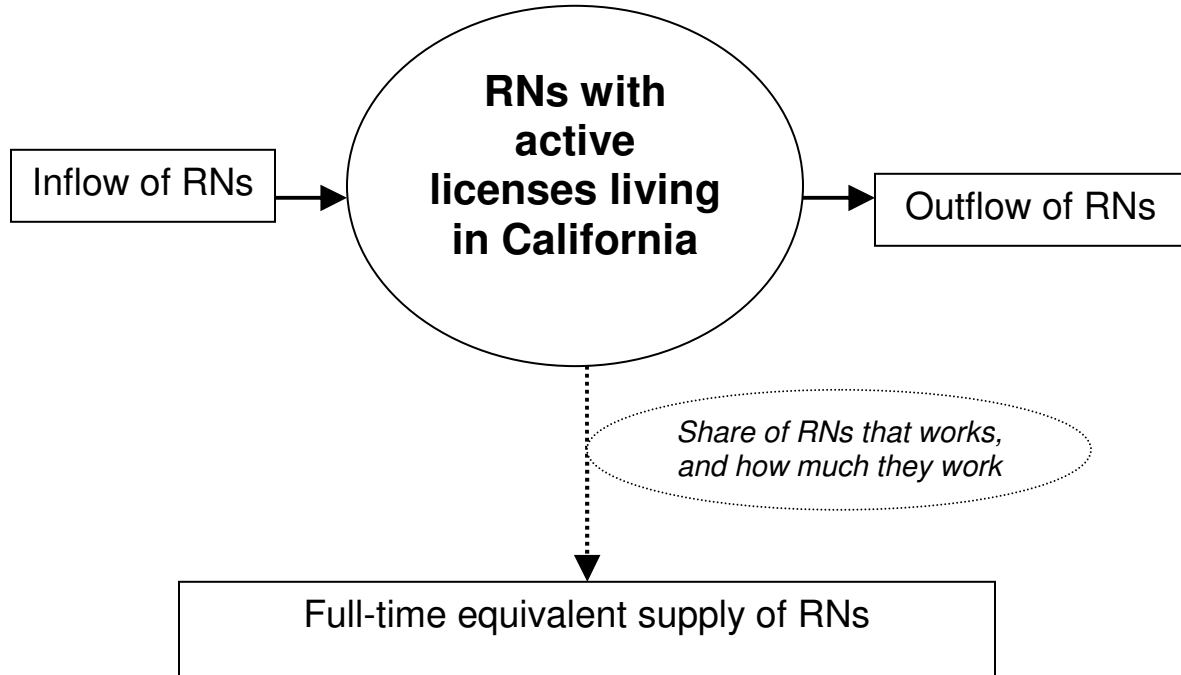 RNs with
active
licenses living
in California
Inflow of RNs
Outflow of RNs
Share of RNs that works,
and how much they work
Full-time equivalent supply of RNs